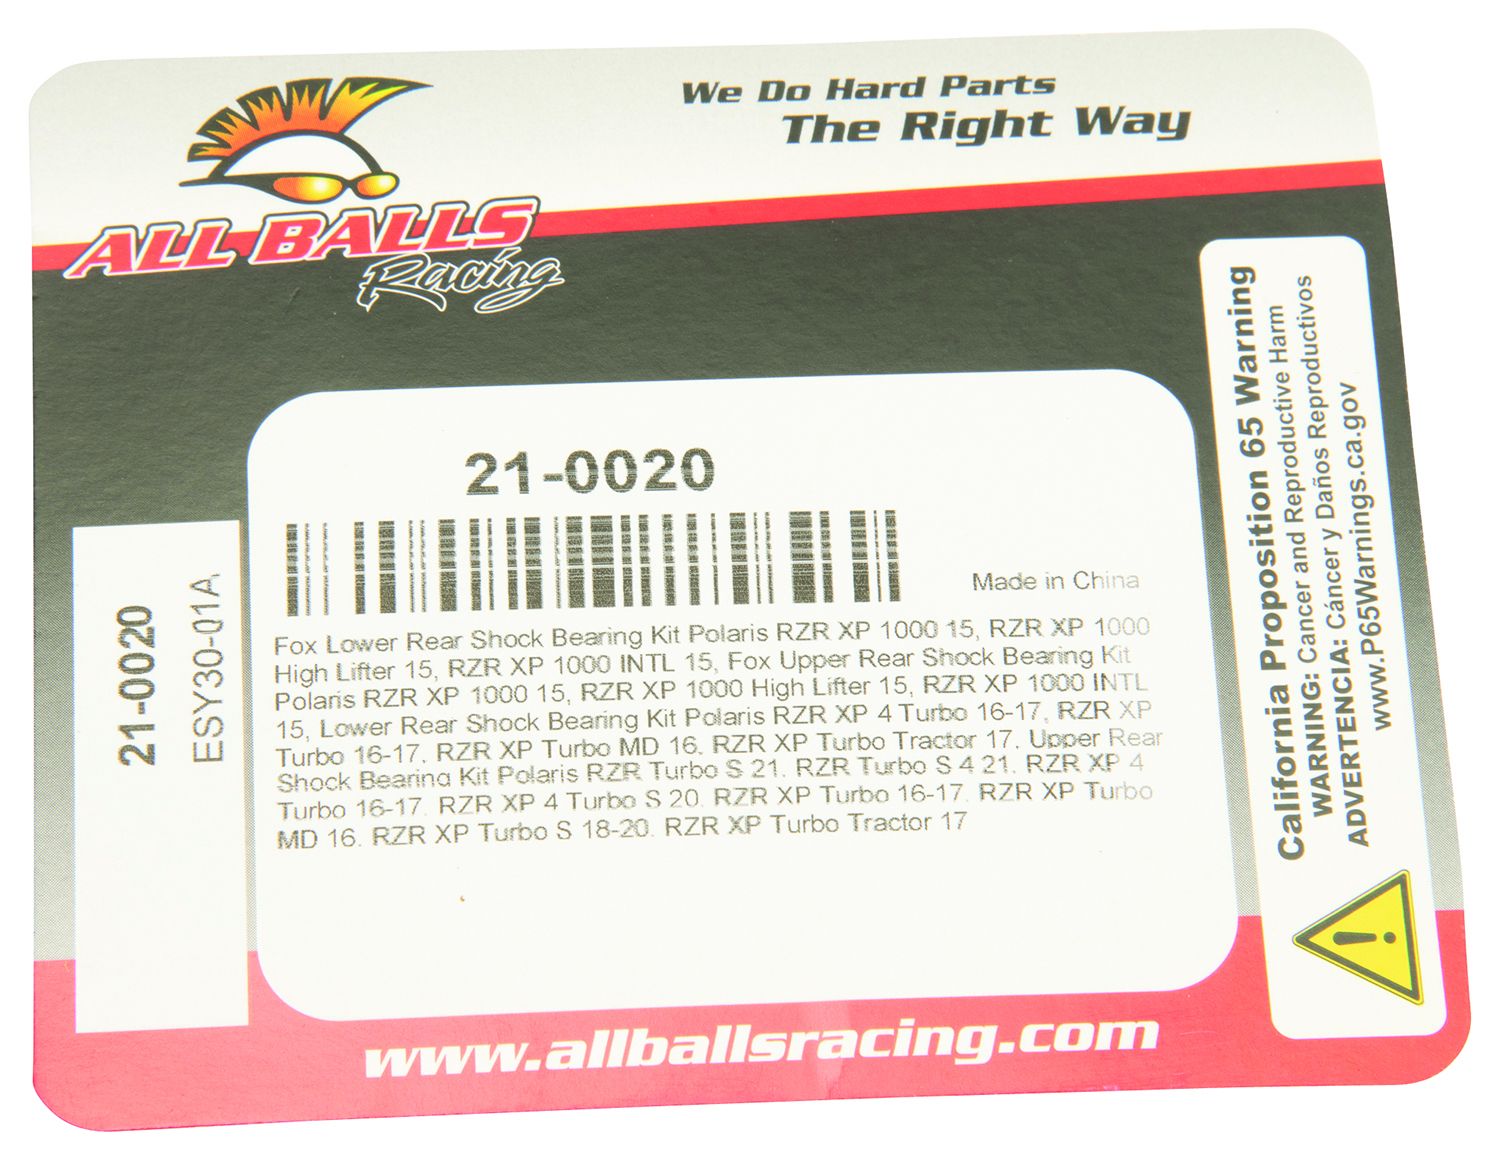 We Do Hard Parts
The Right Way
ALL BALLS
Racing
21-0020
Made in China
Fox Lower Rear Shock Bearing Kit Polaris RZR XP 1000 15, RZR XP 1000
High Lifter 15, RZR XP 1000 INTL 15, Fox Upper Rear Shock Bearing Kit
Polaris RZR XP 1000 15, RZR XP 1000 High Lifter 15, RZR XP 1000 INTL
15, Lower Rear Shock Bearing Kit Polaris RZR XP 4 Turbo 16-17, RZR XP
Turbo 16-17, RZR XP Turbo MD 16, RZR XP Turbo Tractor 17, Upper Rear
Shock Bearing Kit Polaris RZR Turbo S 21, RZR Turbo S 4 21, RZR XP 4
Turbo 16-17, RZR XP 4 Turbo S 20, RZR XP Turbo 16-17, RZR XP Turbo
MD 16, RZR XP Turbo S 18-20, RZR XP Turbo Tractor 17
21-0020
ESY30-01A
California Proposition 65 Warning
WARNING: Cancer and Reproductive Harm
ADVERTENCIA: Cáncer y Daños Reproductivos
www.P65Warnings.ca.gov
www.allballsracing.com